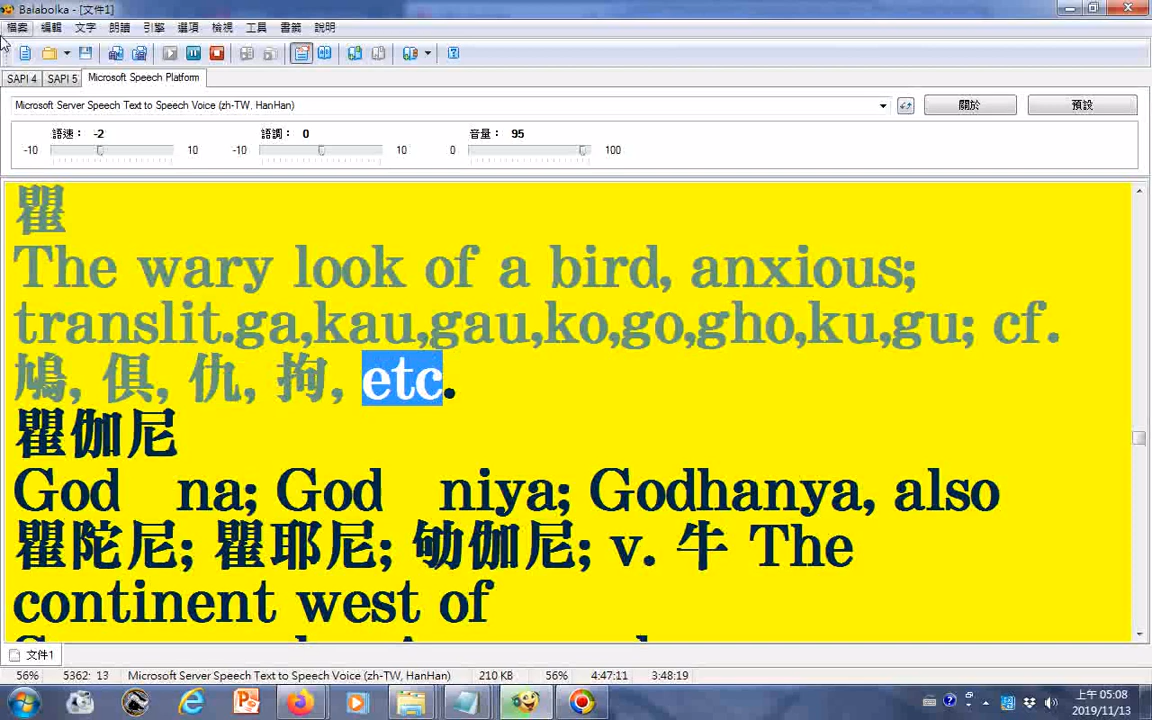 Balabolka - [文件1]
檔案 編輯 文字 朗讀 引擎 選項 檢視 工具 書籤 說明
SAPI 4 SAPI 5 Microsoft Speech Platform
Microsoft Server Speech Text to Speech Voice (zh-TW, HanHan) 關於 預設
語速： -2 語調： 0 音量： 95
-10 10 -10 10 0 100
瞿
The wary look of a bird, anxious;
translit.ga,kau,gau,ko,go,gho,ku,gu; cf.
鳩, 俱, 仇, 拘, etc.
瞿伽尼
God na; God niya; Godhanya, also
瞿陀尼; 瞿耶尼; 劬伽尼; v. 牛 The
continent west of
文件1
56% 5362: 13 Microsoft Server Speech Text to Speech Voice (zh-TW, HanHan) 210 KB 56% 4:47:11 3:48:19
上午 05:08
2019/11/13